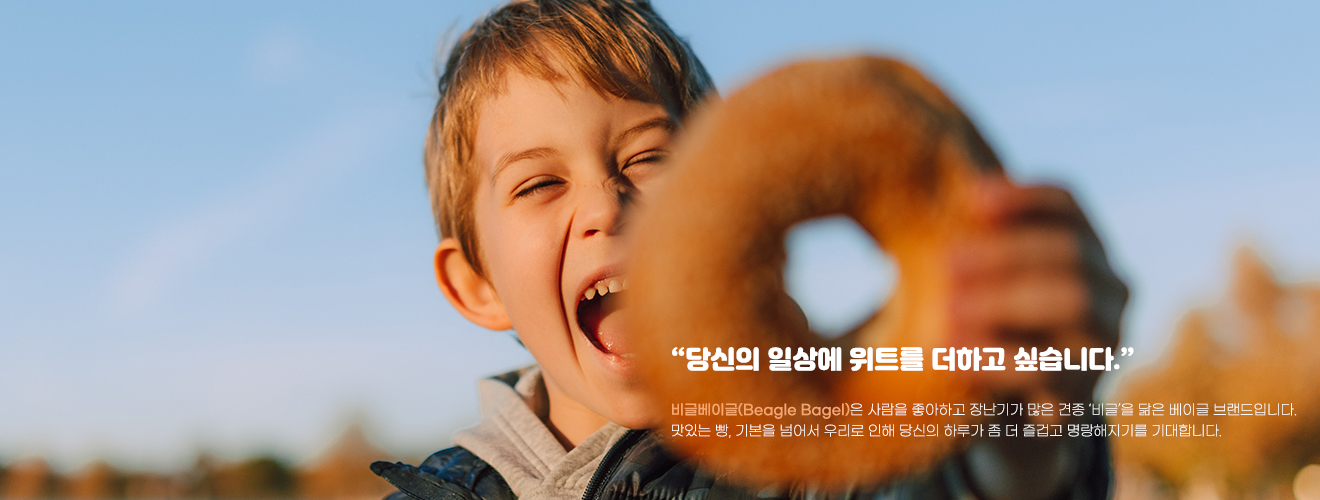 “당신의 일상에 위트를 더하고 싶습니다.”
비글베이글(Beagle Bagel)은 사람을 좋아하고 장난기가 많은 견종 ‘비글’을 닮은 베이글 브랜드입니다.
맛있는 빵, 기본을 넘어서 우리로 인해 당신의 하루가 좀 더 즐겁고 명랑해지기를 기대합니다.